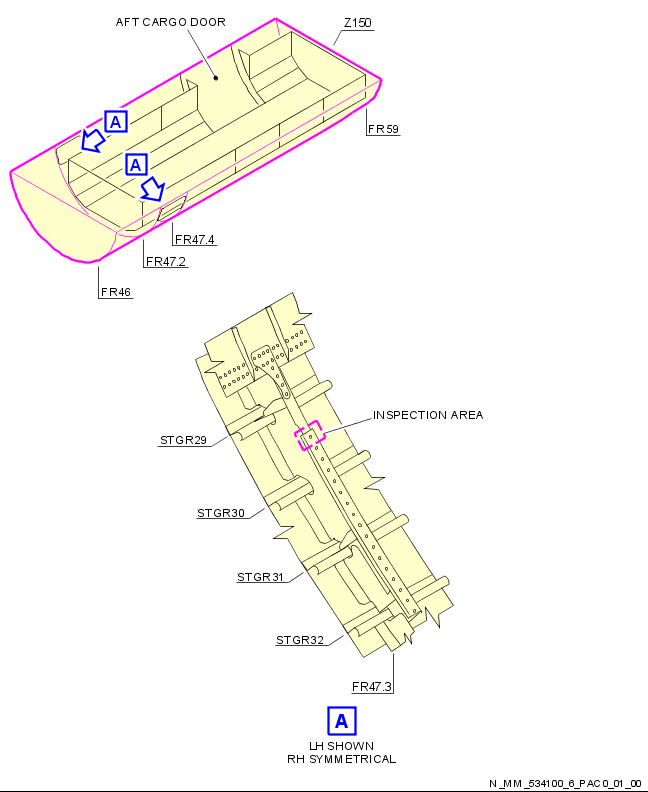 AFT CARGO DOOR
Z150
A
FR59
A
FR47.4
FR47.2
FR46
INSPECTION AREA
STGR29
STGR30
STGR31
STGR32
FR47.3
A
LH SHOWN
RH SYMMETRICAL
N_MM_534100_6_PAC0_01_00